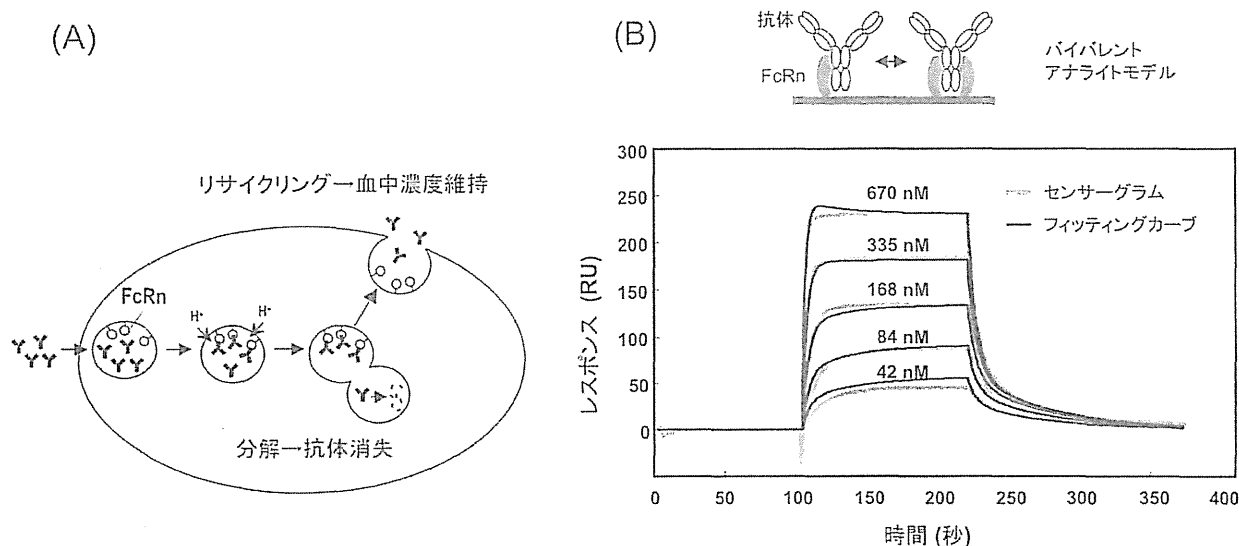 (A)
リサイクリング→血中濃度維持
FcRn
H+
H+
分解→抗体消失
(B)
抗体
FcRn
バイバレント
アナライトモデル
センサーグラム
フィッティングカーブ
670 nM
335 nM
168 nM
84 nM
42 nM
レスポンス (RU)
300
250
200
150
100
50
0
0
50
100
150
200
250
300
350
400
時間 (秒)